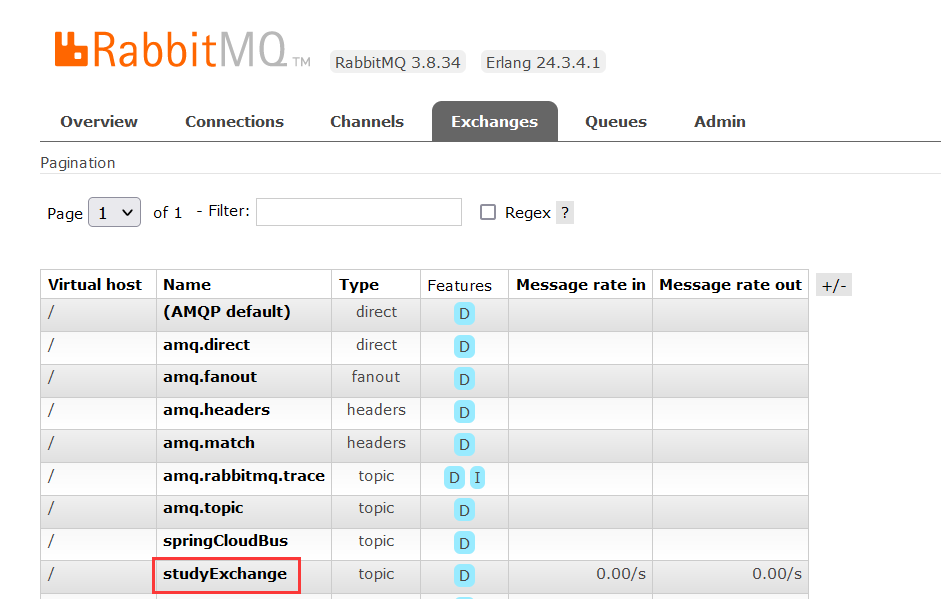 RabbitMQ TM RabbitMQ 3.8.34 Erlang 24.3.4.1
Overview Connections Channels Exchanges Queues Admin
Pagination
Page 1 of 1 - Filter: Regex ?
Virtual host Name Type Features Message rate in Message rate out +/-
/ (AMQP default) direct D
/ amq.direct direct D
/ amq.fanout fanout D
/ amq.headers headers D
/ amq.match headers D
/ amq.rabbitmq.trace topic D I
/ amq.topic topic D
/ springCloudBus topic D
/ studyExchange topic D 0.00/s 0.00/s